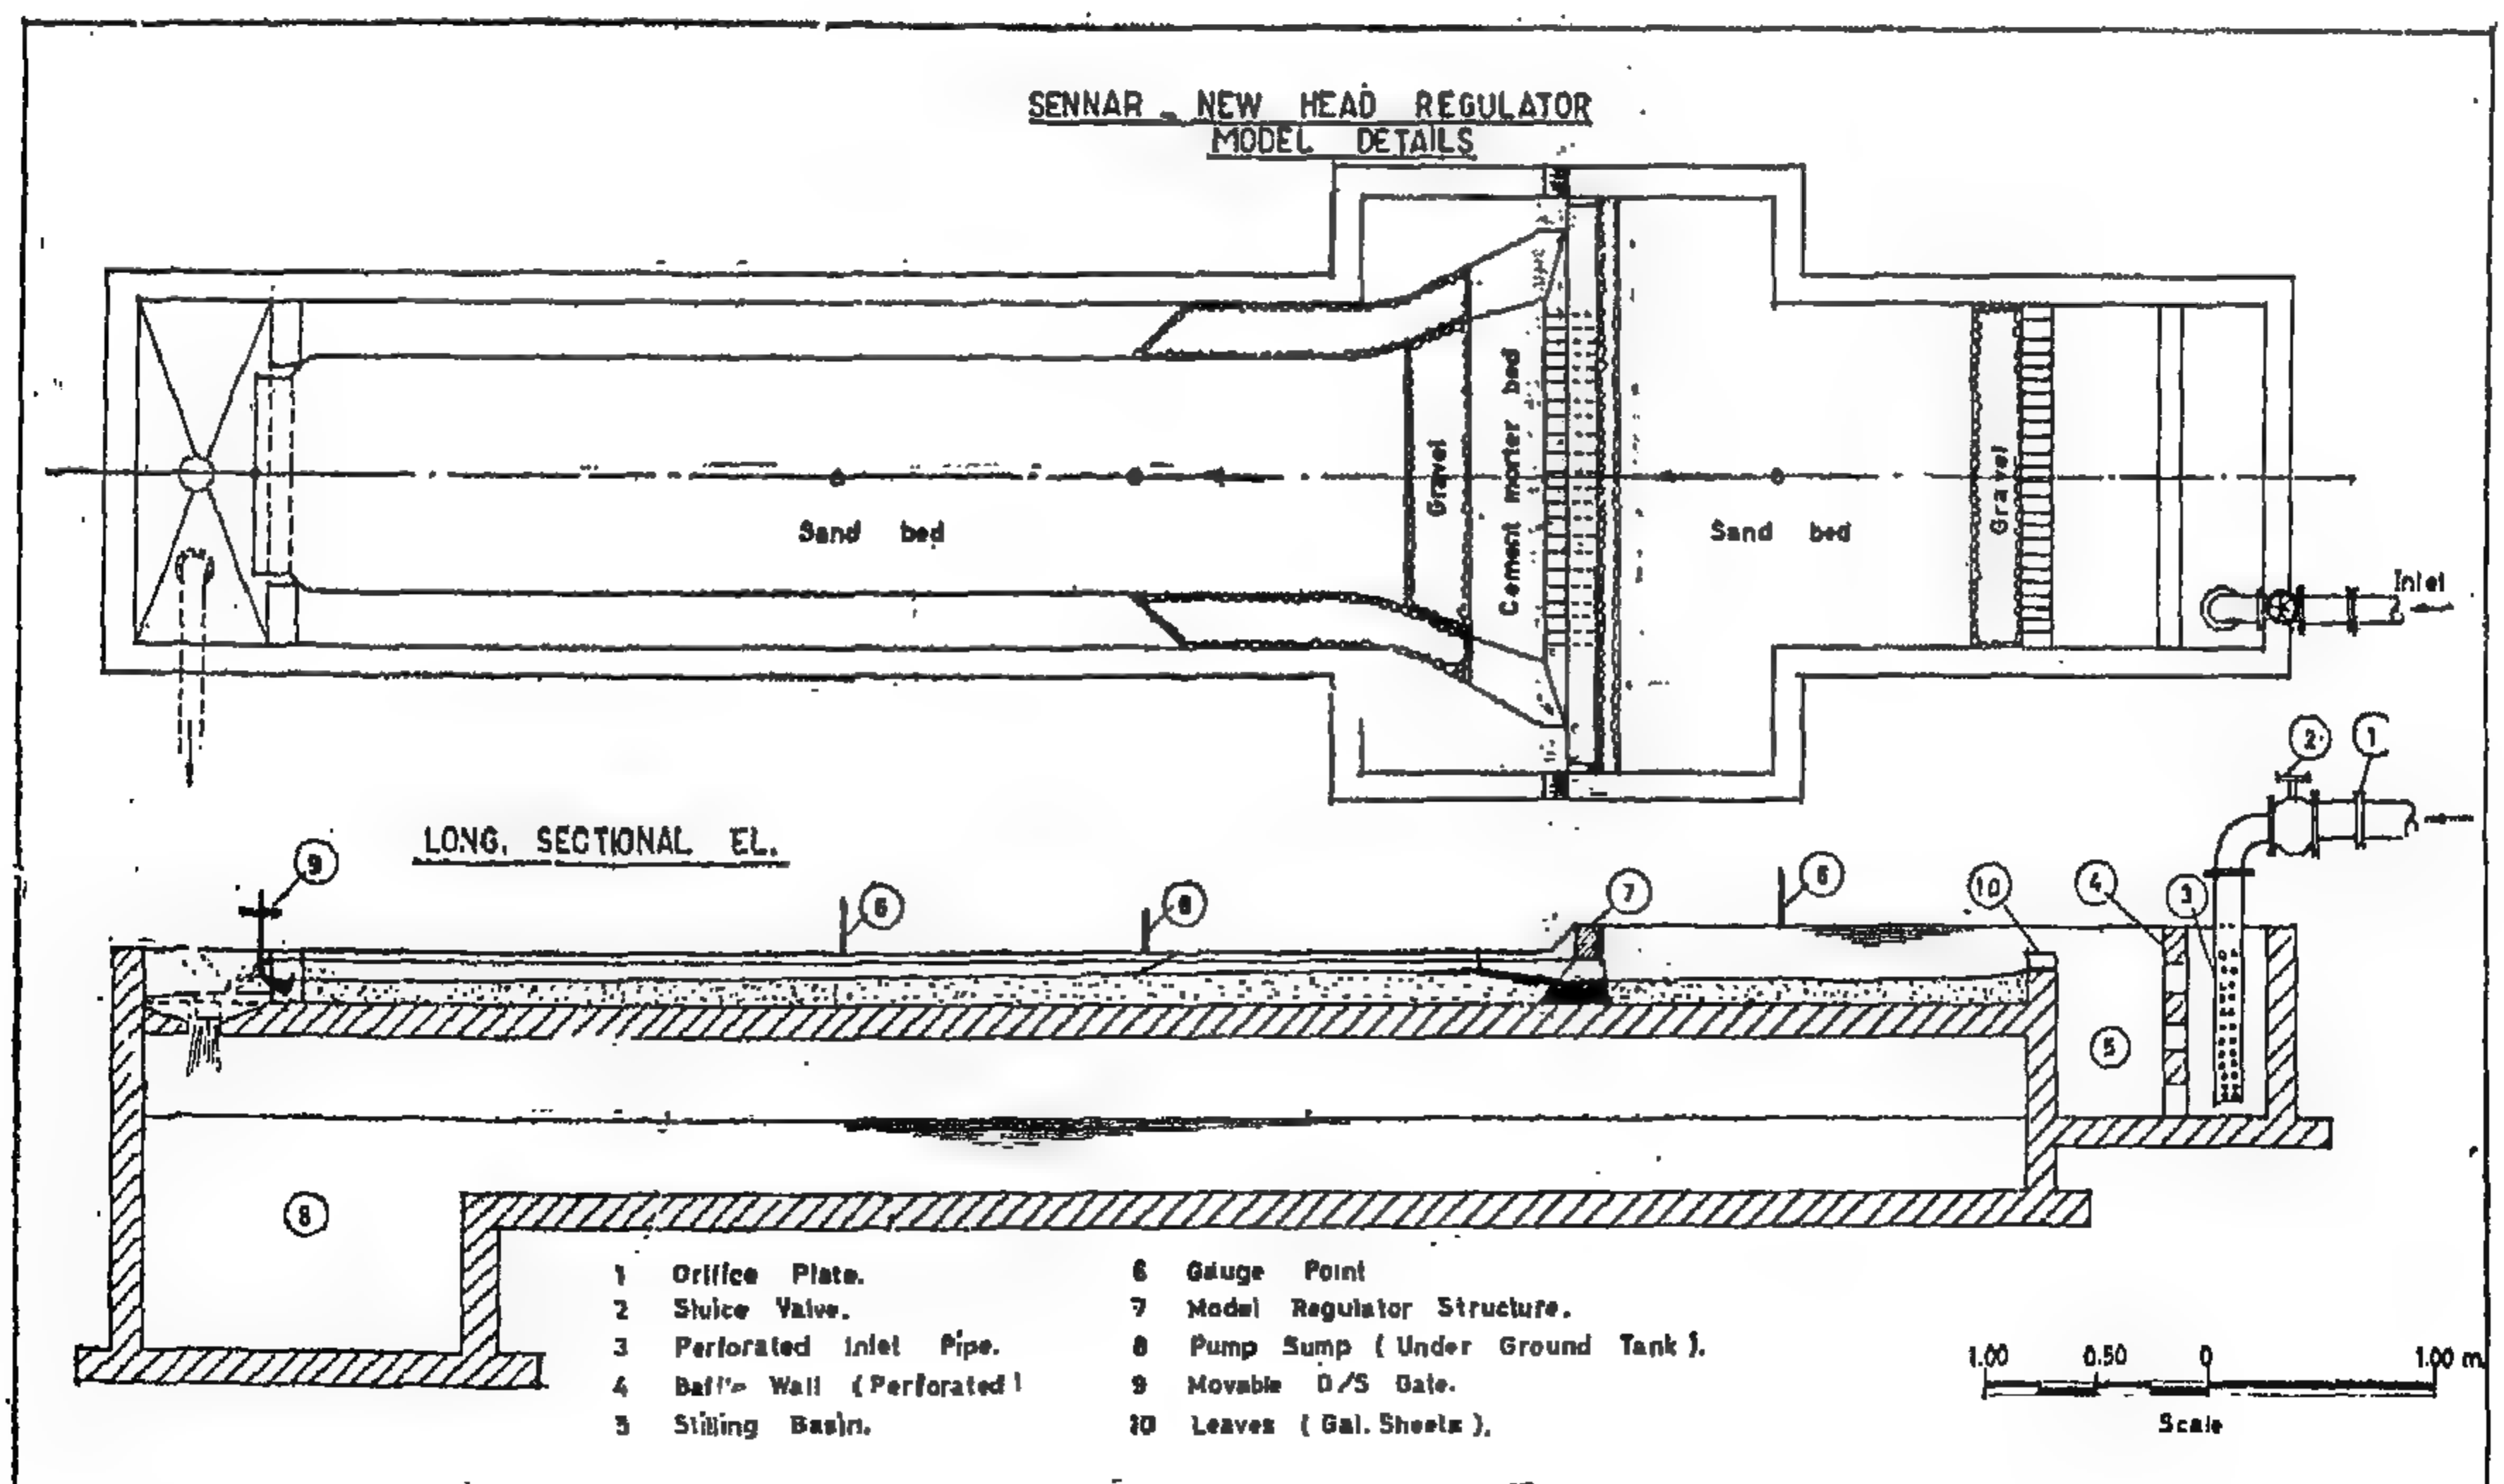 SENNAR - NEW HEAD REGULATOR
MODEL DETAILS
Gravel
Cement morter bed
Sand bed
Sand bed
Gravel
Inlet
2
1
LONG. SECTIONAL EL.
9
6
6
7
6
10
4
3
5
8
1 Orifice Plate.
2 Sluice Valve.
3 Perforated Inlet Pipe.
4 Baffle Wall (Perforated)
5 Stilling Basin.
6 Gauge Point
7 Model Regulator Structure.
8 Pump Sump (Under Ground Tank).
9 Movable D/S Gate.
10 Leaves (Gal. Sheets).
1.00 0.50 0 1.00 m
Scale